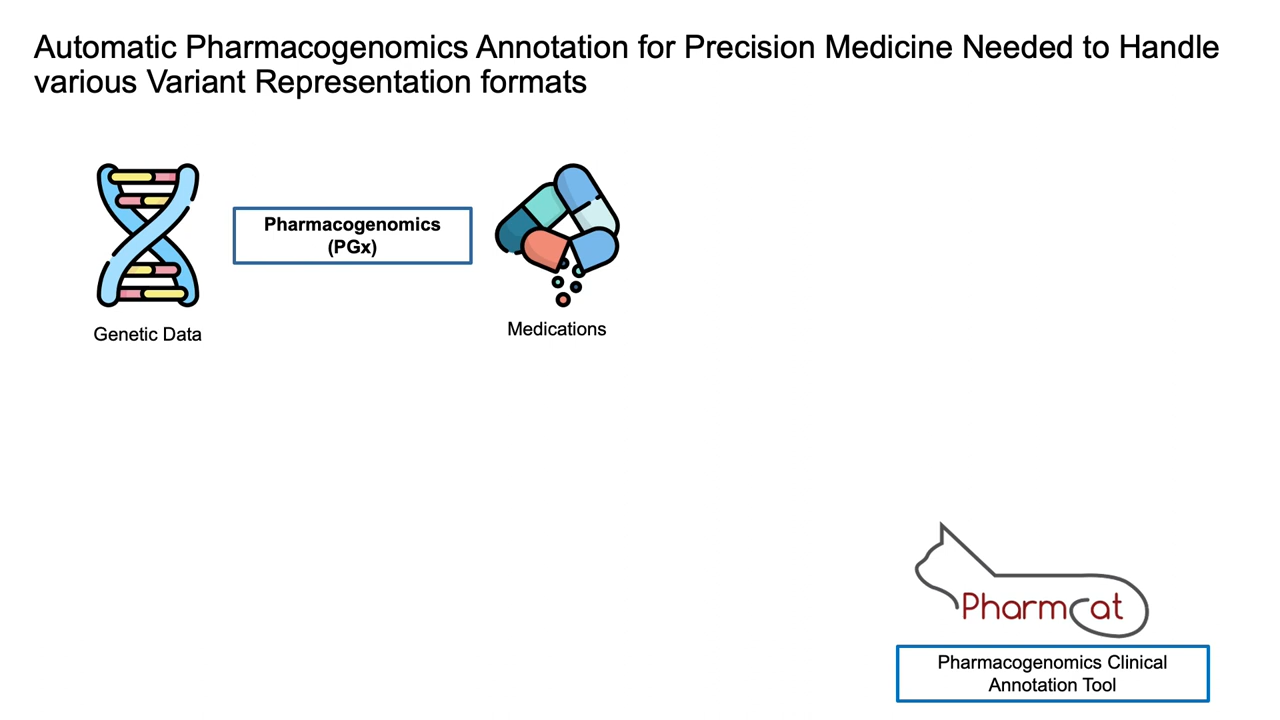 Automatic Pharmacogenomics Annotation for Precision Medicine Needed to Handle
various Variant Representation formats
Pharmacogenomics
(PGx)
Genetic Data
Medications
PharmCat
Pharmacogenomics Clinical
Annotation Tool